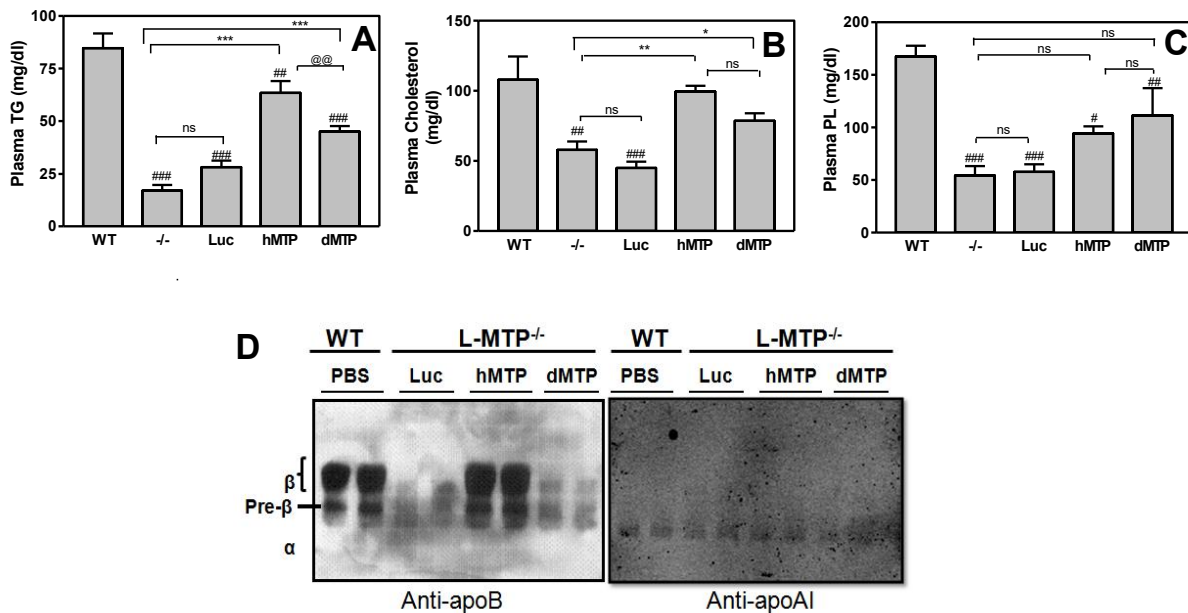 A
Plasma TG (mg/dl)
100
75
50
25
0
***
***
@@
ns
###
###
##
###
WT -/- Luc hMTP dMTP
B
Plasma Cholesterol
(mg/dl)
150
100
50
0
*
**
ns
ns
##
###
WT -/- Luc hMTP dMTP
C
Plasma PL (mg/dl)
200
150
100
50
0
ns
ns
ns
ns
###
###
#
##
WT -/- Luc hMTP dMTP
D
WT L-MTP-/- WT L-MTP-/-
PBS Luc hMTP dMTP PBS Luc hMTP dMTP
β
Pre-β
α
Anti-apoB Anti-apoAI